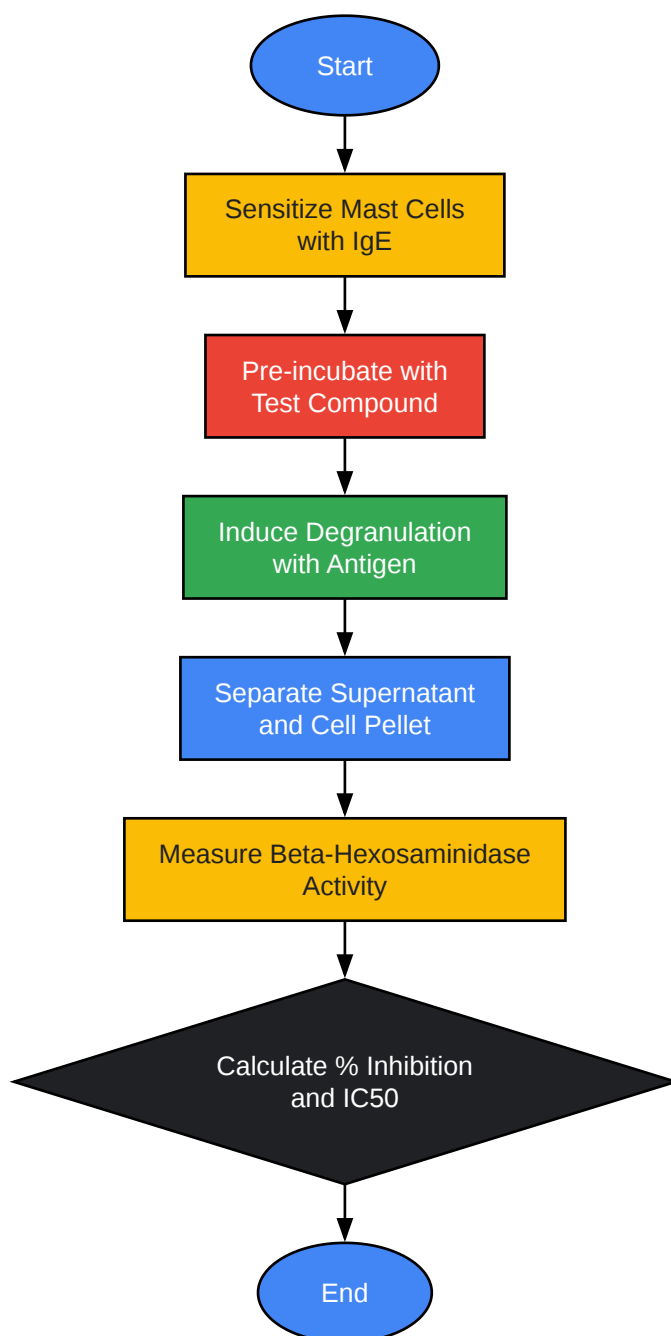 Start
Sensitize Mast Cells
with IgE
Pre-incubate with
Test Compound
Induce Degranulation
with Antigen
Separate Supernatant
and Cell Pellet
Measure Beta-Hexosaminidase
Activity
Calculate % Inhibition
and IC50
End